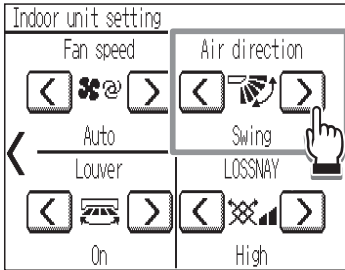 Indoor unit setting
Fan speed
Air direction
Auto
Swing
Louver
LOSSNAY
On
High